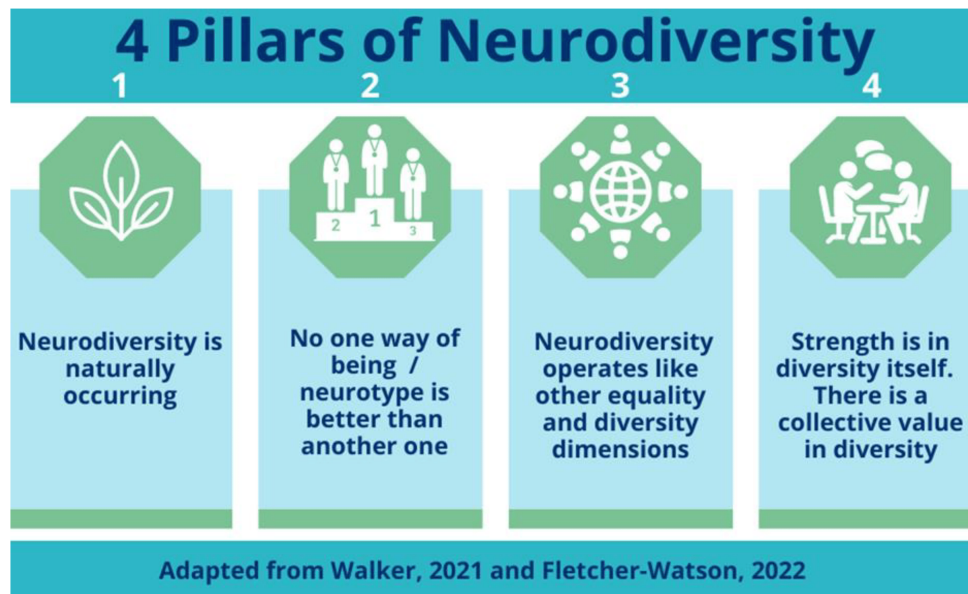 4 Pillars of Neurodiversity
1 2 3 4
2 1 3
Neurodiversity is
naturally
occurring
No one way of
being /
neurotype is
better than
another one
Neurodiversity
operates like
other equality
and diversity
dimensions
Strength is in
diversity itself.
There is a
collective value
in diversity
Adapted from Walker, 2021 and Fletcher-Watson, 2022